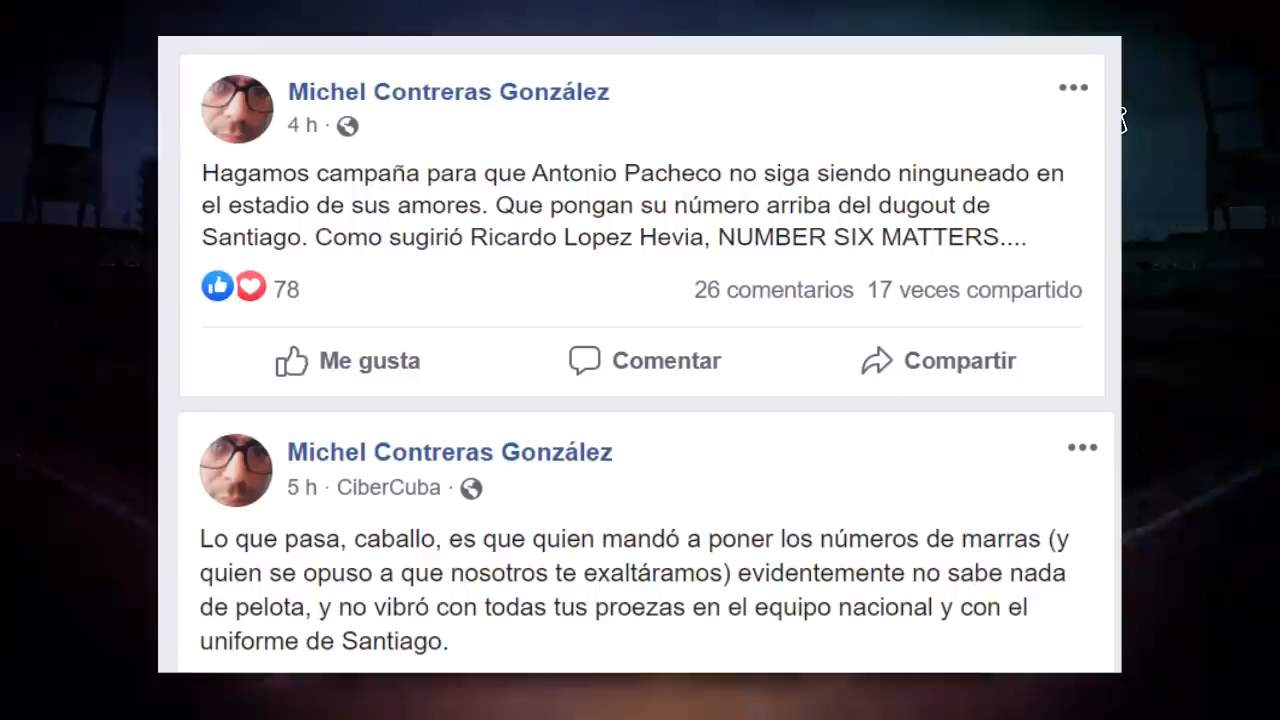 Michel Contreras González
4 h ·
Hagamos campaña para que Antonio Pacheco no siga siendo ninguneado en
el estadio de sus amores. Que pongan su número arriba del dugout de
Santiago. Como sugirió Ricardo Lopez Hevia, NUMBER SIX MATTERS....
78
26 comentarios 17 veces compartido
Me gusta
Comentar
Compartir
Michel Contreras González
5 h · CiberCuba ·
Lo que pasa, caballo, es que quien mandó a poner los números de marras (y
quien se opuso a que nosotros te exaltáramos) evidentemente no sabe nada
de pelota, y no vibró con todas tus proezas en el equipo nacional y con el
uniforme de Santiago.